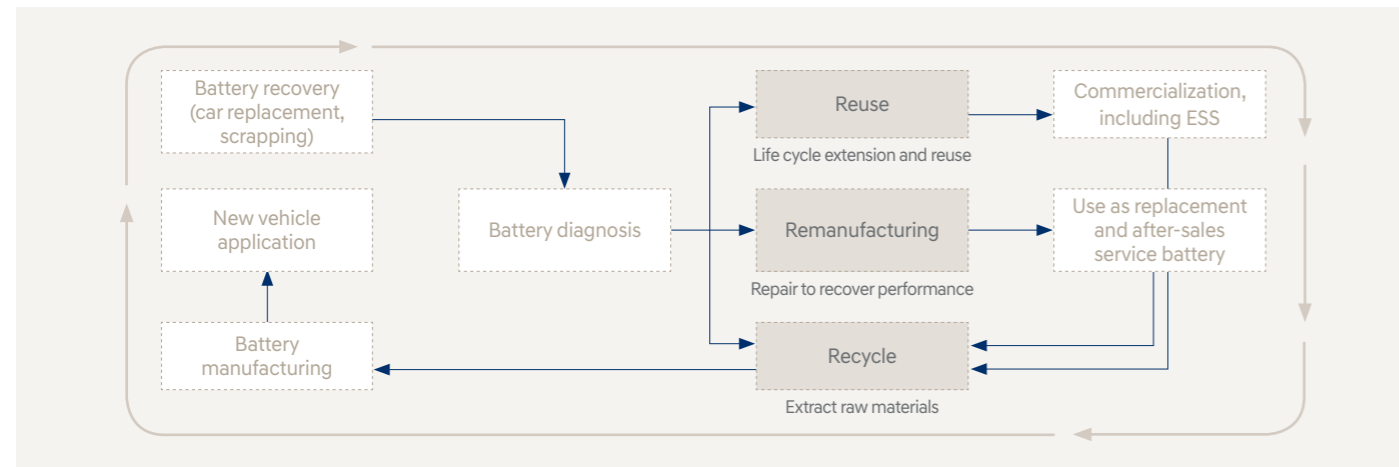 Battery recovery
(car replacement,
scrapping)
New vehicle
application
Battery
manufacturing
Battery diagnosis
Reuse
Life cycle extension and reuse
Remanufacturing
Repair to recover performance
Recycle
Extract raw materials
Commercialization,
including ESS
Use as replacement
and after-sales
service battery